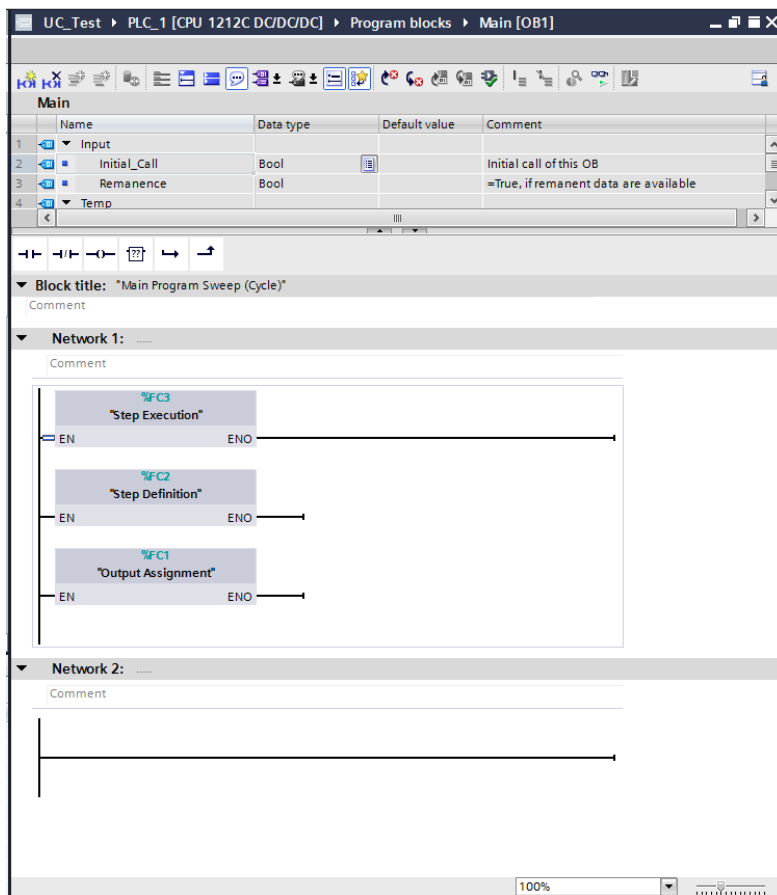 UC_Test ▸ PLC_1 [CPU 1212C DC/DC/DC] ▸ Program blocks ▸ Main [OB1]
Main
Name Data type Default value Comment
1 Input
2 Initial_Call Bool Initial call of this OB
3 Remanence Bool =True, if remanent data are available
4 Temp
Block title: "Main Program Sweep (Cycle)"
Comment
Network 1: .....
Comment
%FC3
"Step Execution"
EN ENO
%FC2
"Step Definition"
EN ENO
%FC1
"Output Assignment"
EN ENO
Network 2: .....
Comment
100%